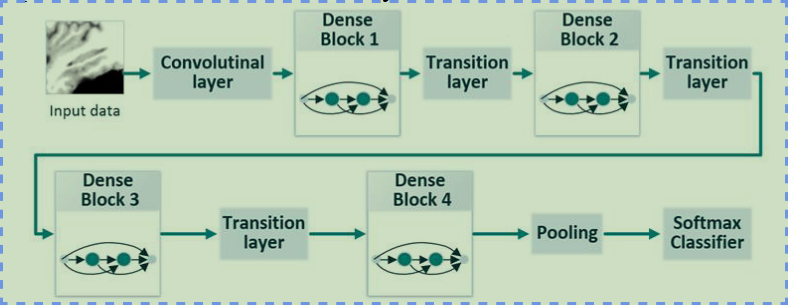 Dense
Block 1
Dense
Block 2
Convolutinal
layer
Transition
layer
Transition
layer
Input data
Dense
Block 3
Dense
Block 4
Transition
layer
Pooling
Softmax
Classifier